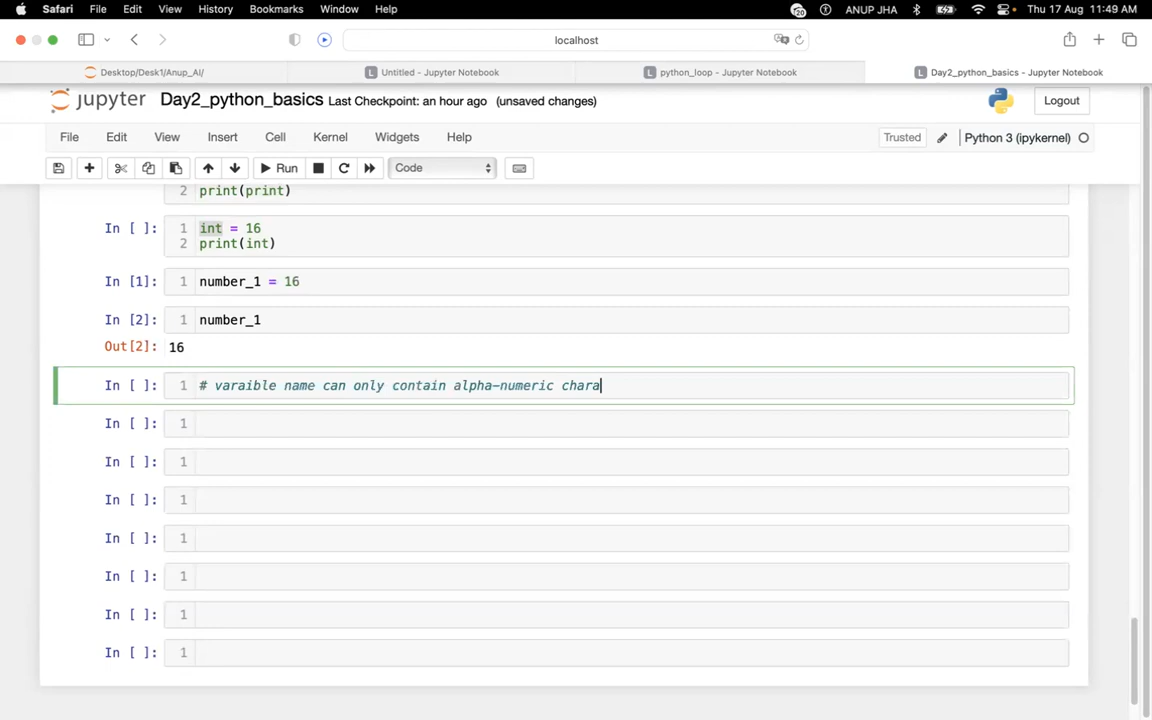 Safari File Edit View History Bookmarks Window Help 20 ANUP JHA Thu 17 Aug 11:49 AM
localhost
Desktop/Desk1/Anup_AI/ Untitled - Jupyter Notebook python_loop - Jupyter Notebook Day2_python_basics - Jupyter Notebook
jupyter Day2_python_basics Last Checkpoint: an hour ago (unsaved changes) Logout
File Edit View Insert Cell Kernel Widgets Help Trusted Python 3 (ipykernel)
Run Code
2 print(print)
In [ ]: 1 int = 16
2 print(int)
In [1]: 1 number_1 = 16
In [2]: 1 number_1
Out[2]: 16
In [ ]: 1 # varaible name can only contain alpha-numeric chara
In [ ]: 1
In [ ]: 1
In [ ]: 1
In [ ]: 1
In [ ]: 1
In [ ]: 1
In [ ]: 1